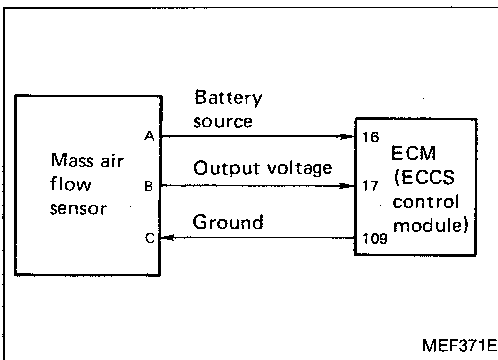 Battery
source
A
16
Mass air
flow
sensor
ECM
(ECCS
control
module)
Output voltage
B
17
Ground
C
109
MEF371E